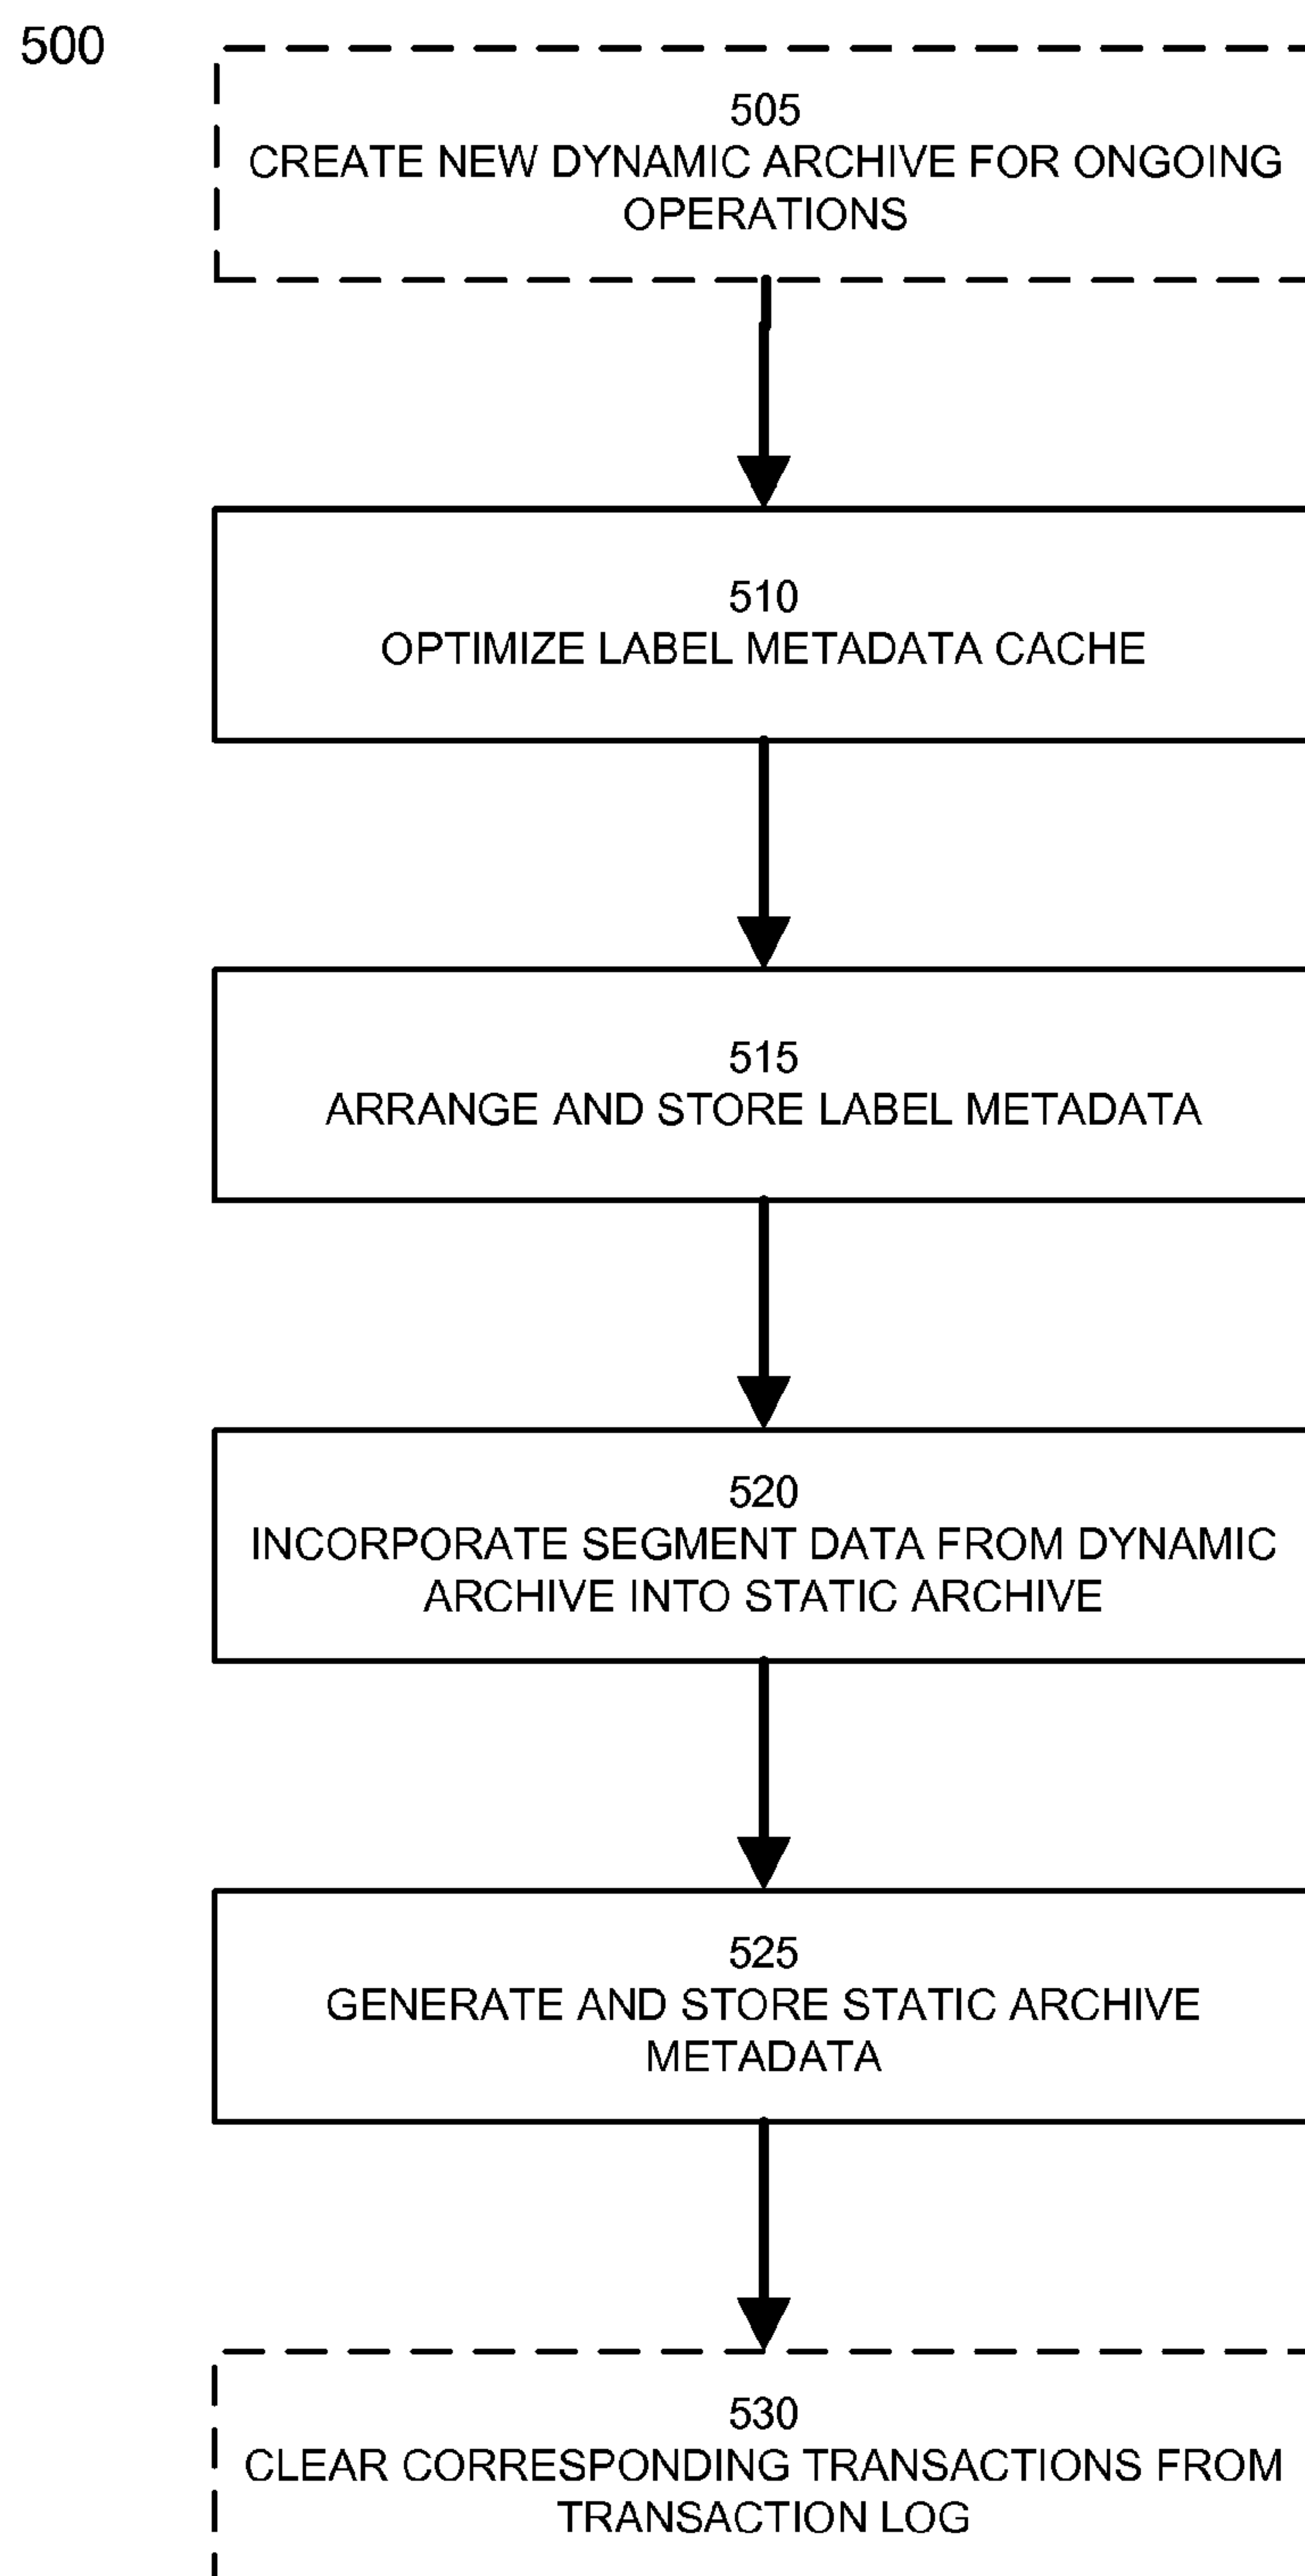 500
505
CREATE NEW DYNAMIC ARCHIVE FOR ONGOING
OPERATIONS
510
OPTIMIZE LABEL METADATA CACHE
515
ARRANGE AND STORE LABEL METADATA
520
INCORPORATE SEGMENT DATA FROM DYNAMIC
ARCHIVE INTO STATIC ARCHIVE
525
GENERATE AND STORE STATIC ARCHIVE
METADATA
530
CLEAR CORRESPONDING TRANSACTIONS FROM
TRANSACTION LOG